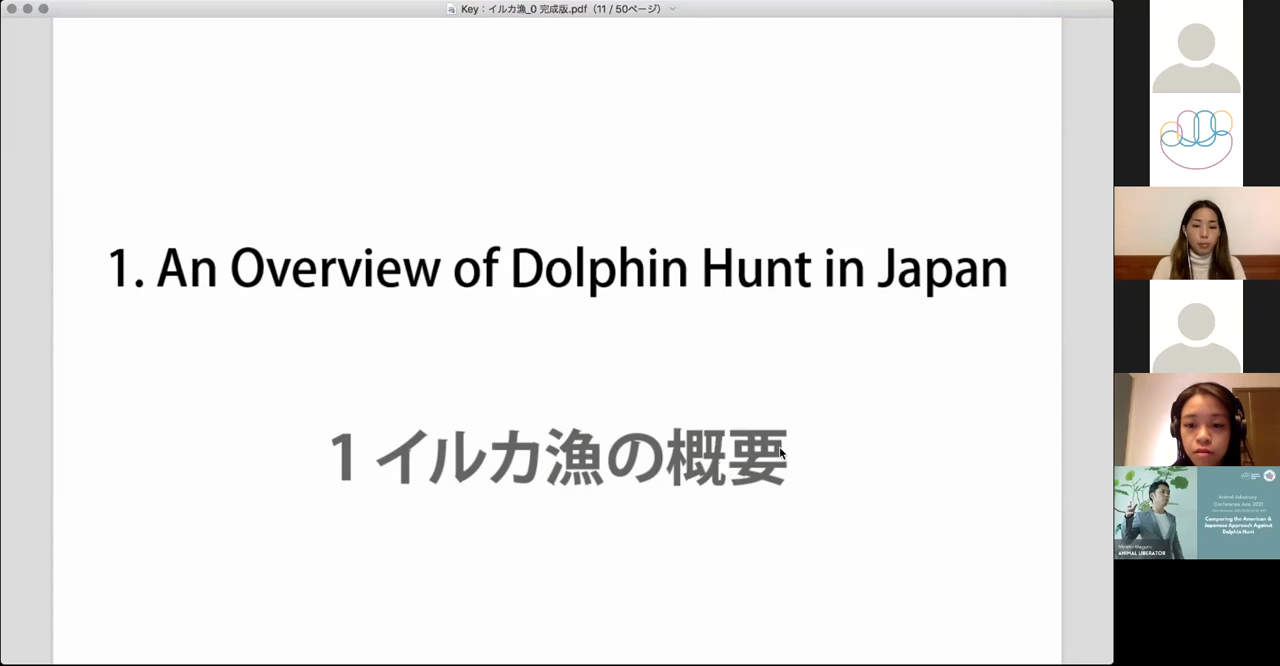 Key：イルカ漁_0 完成版.pdf（11 / 50ページ）
1. An Overview of Dolphin Hunt in Japan
1 イルカ漁の概要
Animal Advocacy
Conference Asia 2021
Comparing the American &
Japanese Approach Against
Dolphin Hunt
ANIMAL LIBERATOR